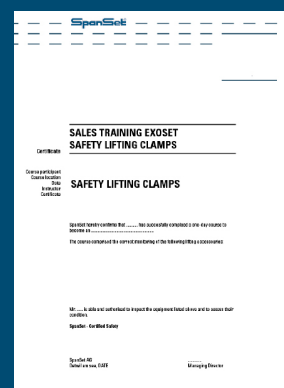 SpanSet
SALES TRAINING EXOSET
SAFETY LIFTING CLAMPS
Certificate
Course participant
Course location
Date
Instructor
Certificate
SAFETY LIFTING CLAMPS
SpanSet hereby confirms that .......... has successfully completed a one-day course to
become an
The course comprised the correct monitoring of the following lifting accessories:
Mr. ..... is able and authorised to inspect the equipment listed above and to assess their
condition.
SpanSet - Certified Safety
SpanSet AG
DATE
Managing Director